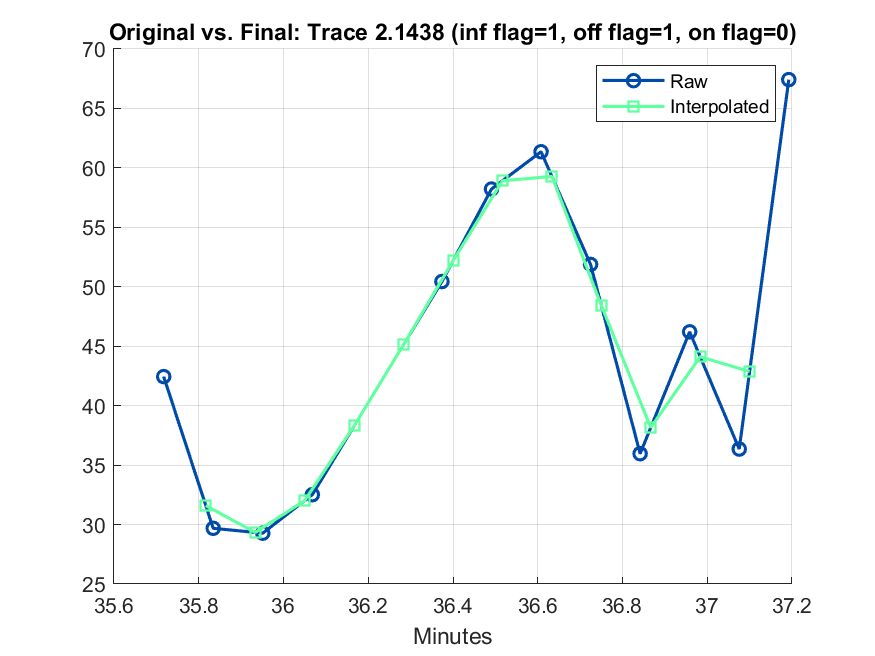 Original vs. Final: Trace 2.1438 (inf flag=1, off flag=1, on flag=0)
70
65
60
55
50
45
40
35
30
25
Raw
Interpolated
35.6 35.8 36 36.2 36.4 36.6 36.8 37 37.2
Minutes